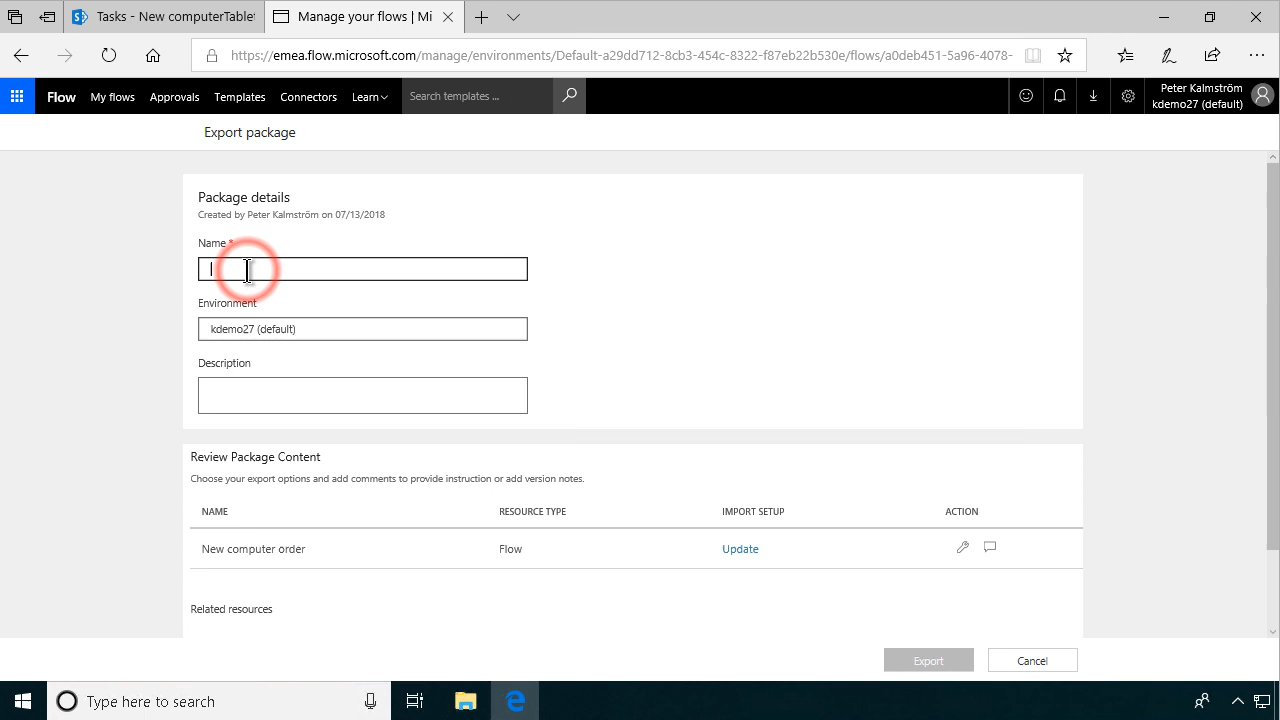 Tasks - New computerTablet
Manage your flows | Mi
https://emea.flow.microsoft.com/manage/environments/Default-a29dd712-8cb3-454c-8322-f87eb22b530e/flows/a0deb451-5a96-4078-
Flow
My flows
Approvals
Templates
Connectors
Learn
Search templates ...
Peter Kalmström
kdemo27 (default)
Export package
Package details
Created by Peter Kalmström on 07/13/2018
Name *
Environment
kdemo27 (default)
Description
Review Package Content
Choose your export options and add comments to provide instruction or add version notes.
NAME RESOURCE TYPE IMPORT SETUP ACTION
New computer order Flow Update
Related resources
Export
Cancel
Type here to search